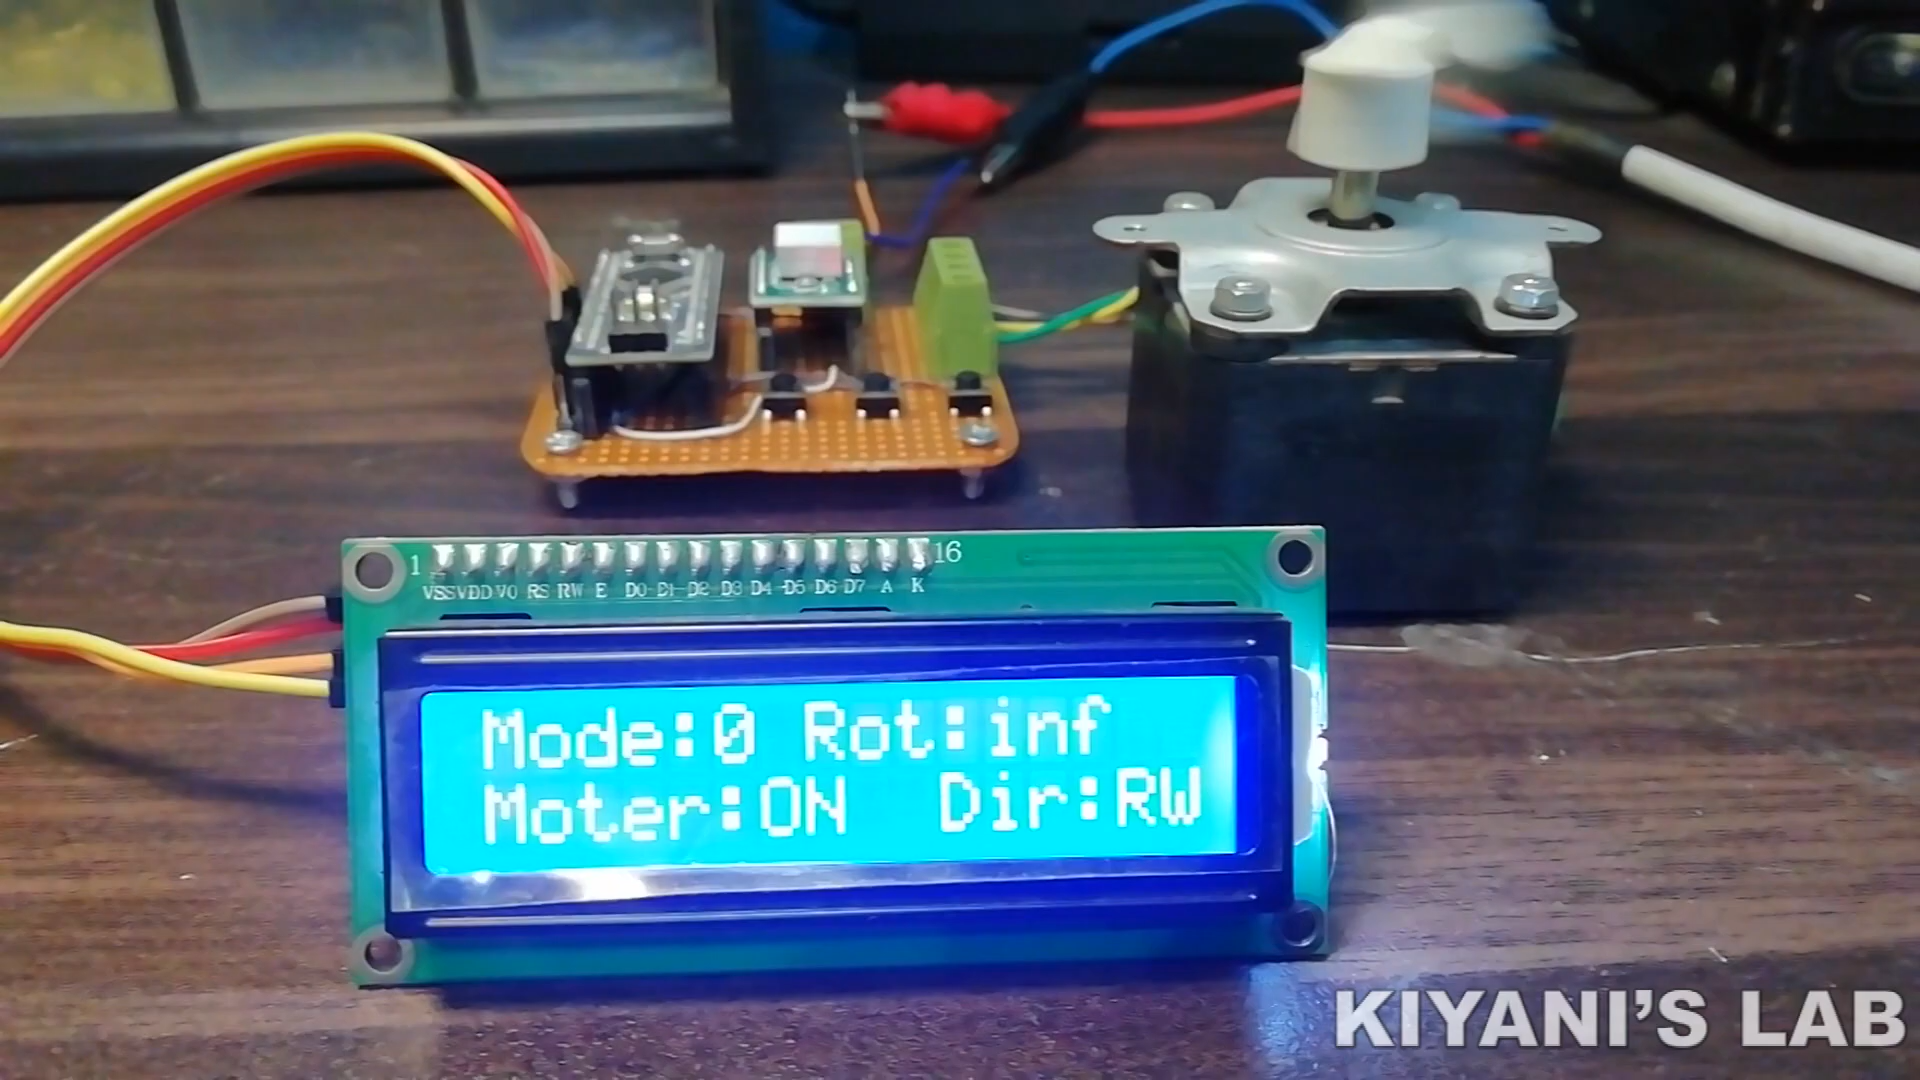 1 16
VSS VDD VO RS RW E D0 D1 D2 D3 D4 D5 D6 D7 A K
Mode:0 Rot:inf
Moter:ON Dir:RW
KIYANI'S LAB